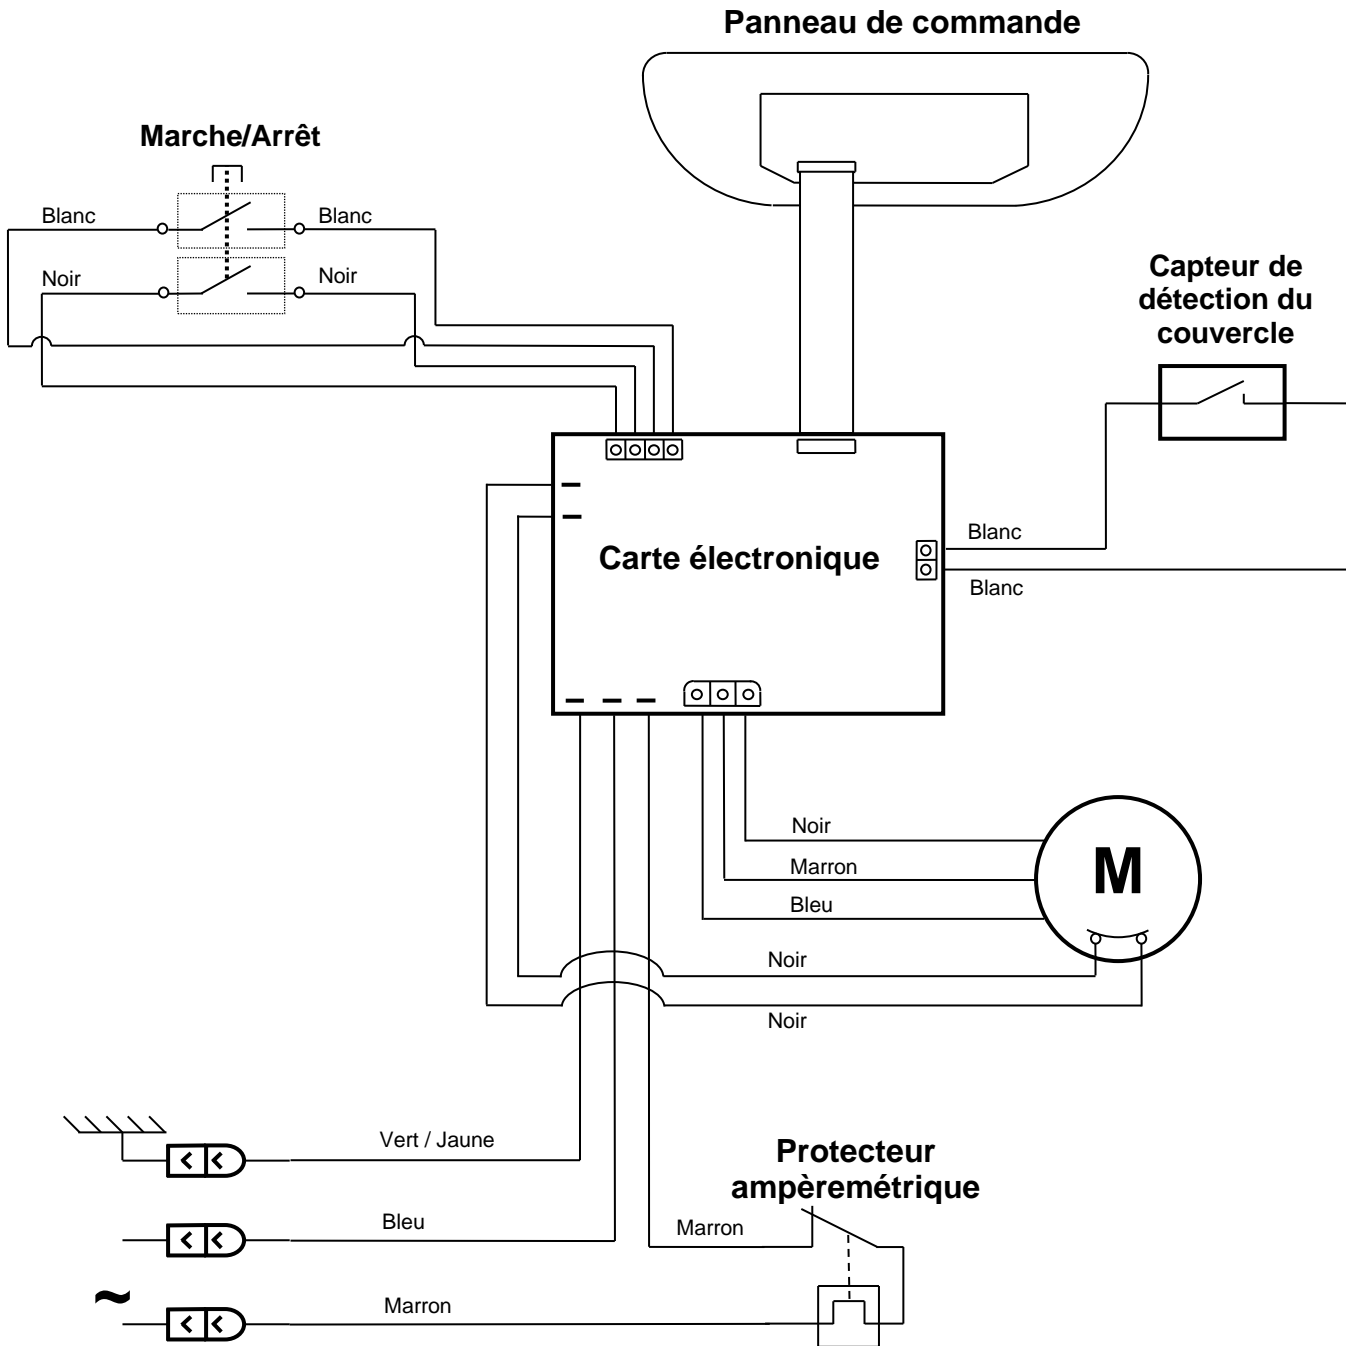 Panneau de commande
Marche/Arrêt
Blanc
Blanc
Noir
Noir
Capteur de
détection du
couvercle
Carte électronique
Blanc
Blanc
Noir
Marron
Bleu
M
Noir
Noir
Vert / Jaune
Protecteur
ampèremétrique
Bleu
Marron
~
Marron